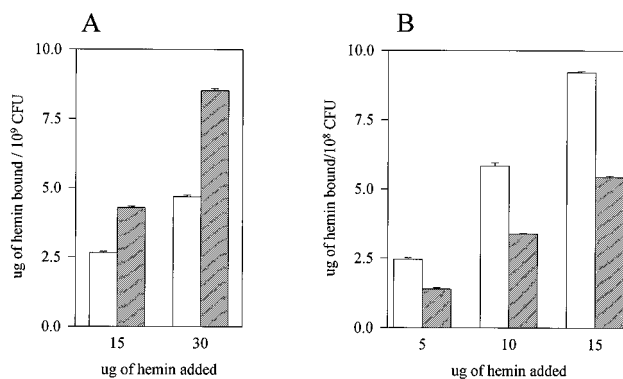 A
10.0
7.5
5.0
2.5
0.0
ug of hemin bound / 10⁹ CFU
15 30
ug of hemin added
B
10.0
7.5
5.0
2.5
0.0
ug of hemin bound/10⁸ CFU
5 10 15
ug of hemin added